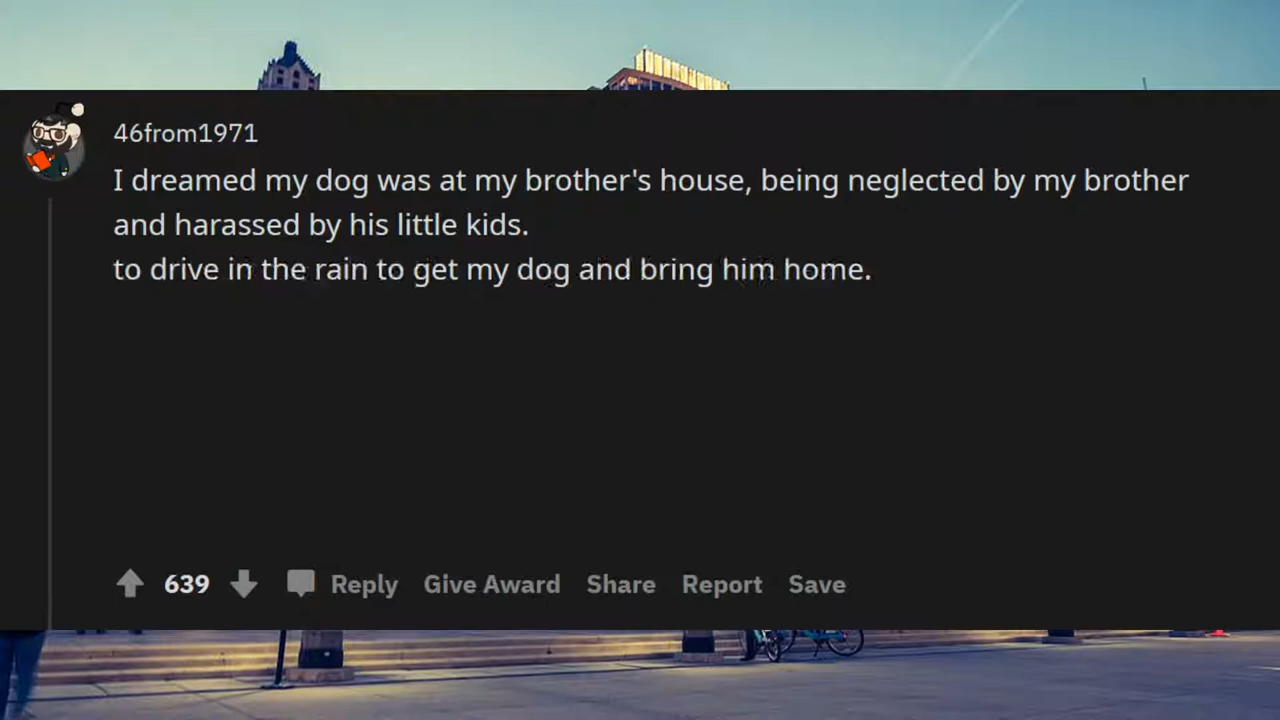 46from1971
I dreamed my dog was at my brother's house, being neglected by my brother
and harassed by his little kids.
to drive in the rain to get my dog and bring him home.
639 Reply Give Award Share Report Save